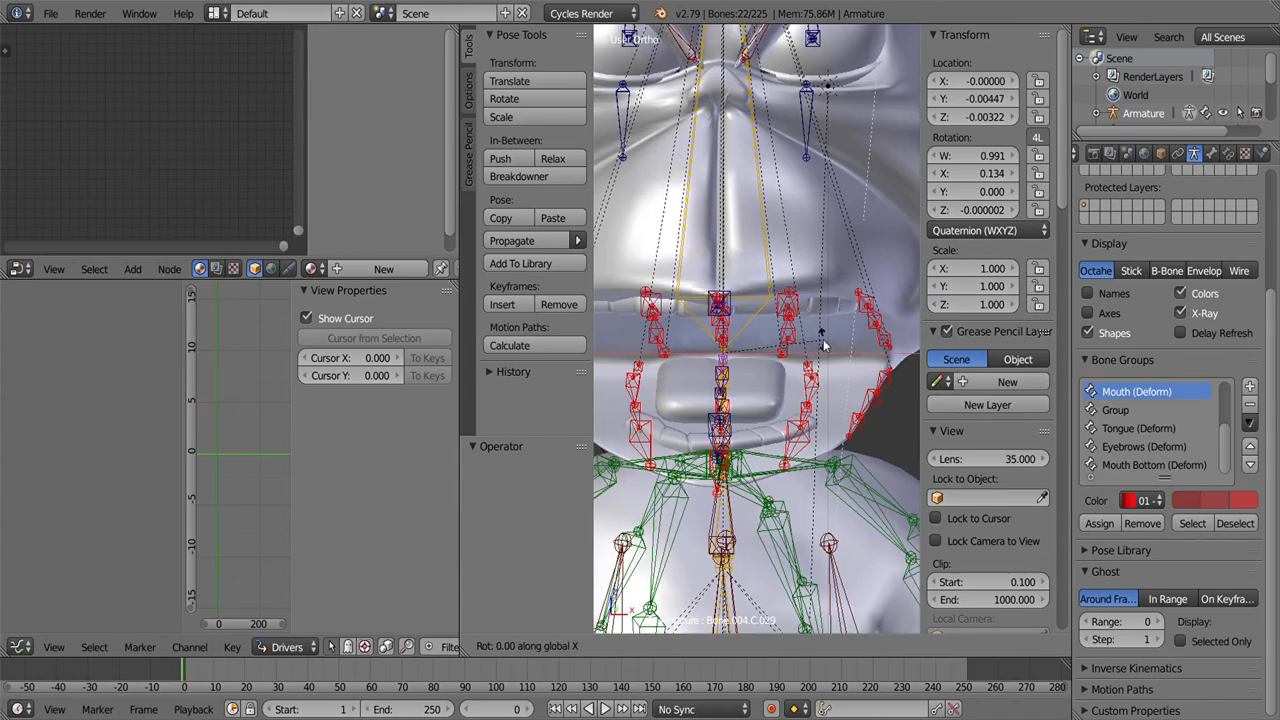 File Render Window Help Default Scene Cycles Render v2.79 | Bones:22/225 | Mem:75.86M | Armature
View Search All Scenes
Scene
RenderLayers
World
Armature
Tools
Options
Grease Pencil
Pose Tools
Transform:
Translate
Rotate
Scale
In-Between:
Push Relax
Breakdowner
Pose:
Copy Paste
Propagate
Add To Library
Keyframes:
Insert Remove
Motion Paths:
Calculate
History
Operator
User Ortho
Rot: 0.00 along global X
Transform
Location:
X: -0.00000
Y: -0.00447
Z: -0.00322
Rotation: 4L
W: 0.991
X: 0.134
Y: 0.000
Z: -0.000002
Quaternion (WXYZ)
Scale:
X: 1.000
Y: 1.000
Z: 1.000
Grease Pencil Layer
Scene Object
New
New Layer
View
Lens: 35.000
Lock to Object:
Lock to Cursor
Lock Camera to View
Clip:
Start: 0.100
End: 1000.000
Local Camera:
Protected Layers:
Display
Octahe Stick B-Bone Envelop Wire
Names Colors
Axes X-Ray
Shapes Delay Refresh
Bone Groups
Mouth (Deform)
Group
Tongue (Deform)
Eyebrows (Deform)
Mouth Bottom (Deform)
Color 01 -
Assign Remove Select Deselect
Pose Library
Ghost
Around Fra... In Range On Keyfra...
Range: 0 Display:
Step: 1 Selected Only
Inverse Kinematics
Motion Paths
Custom Properties
View Select Add Node New
View Properties
Show Cursor
Cursor from Selection
Cursor X: 0.000 To Keys
Cursor Y: 0.000 To Keys
15
10
5
0
-5
-10
-15
0 200
View Select Marker Channel Key Drivers Filte
-50 -40 -30 -20 -10 0 10 20 30 40 50 60 70 80 90 100 110 120 130 140 150 160 170 180 190 200 210 220 230 240 250 260 270 280
View Marker Frame Playback Start: 1 End: 250 0 No Sync